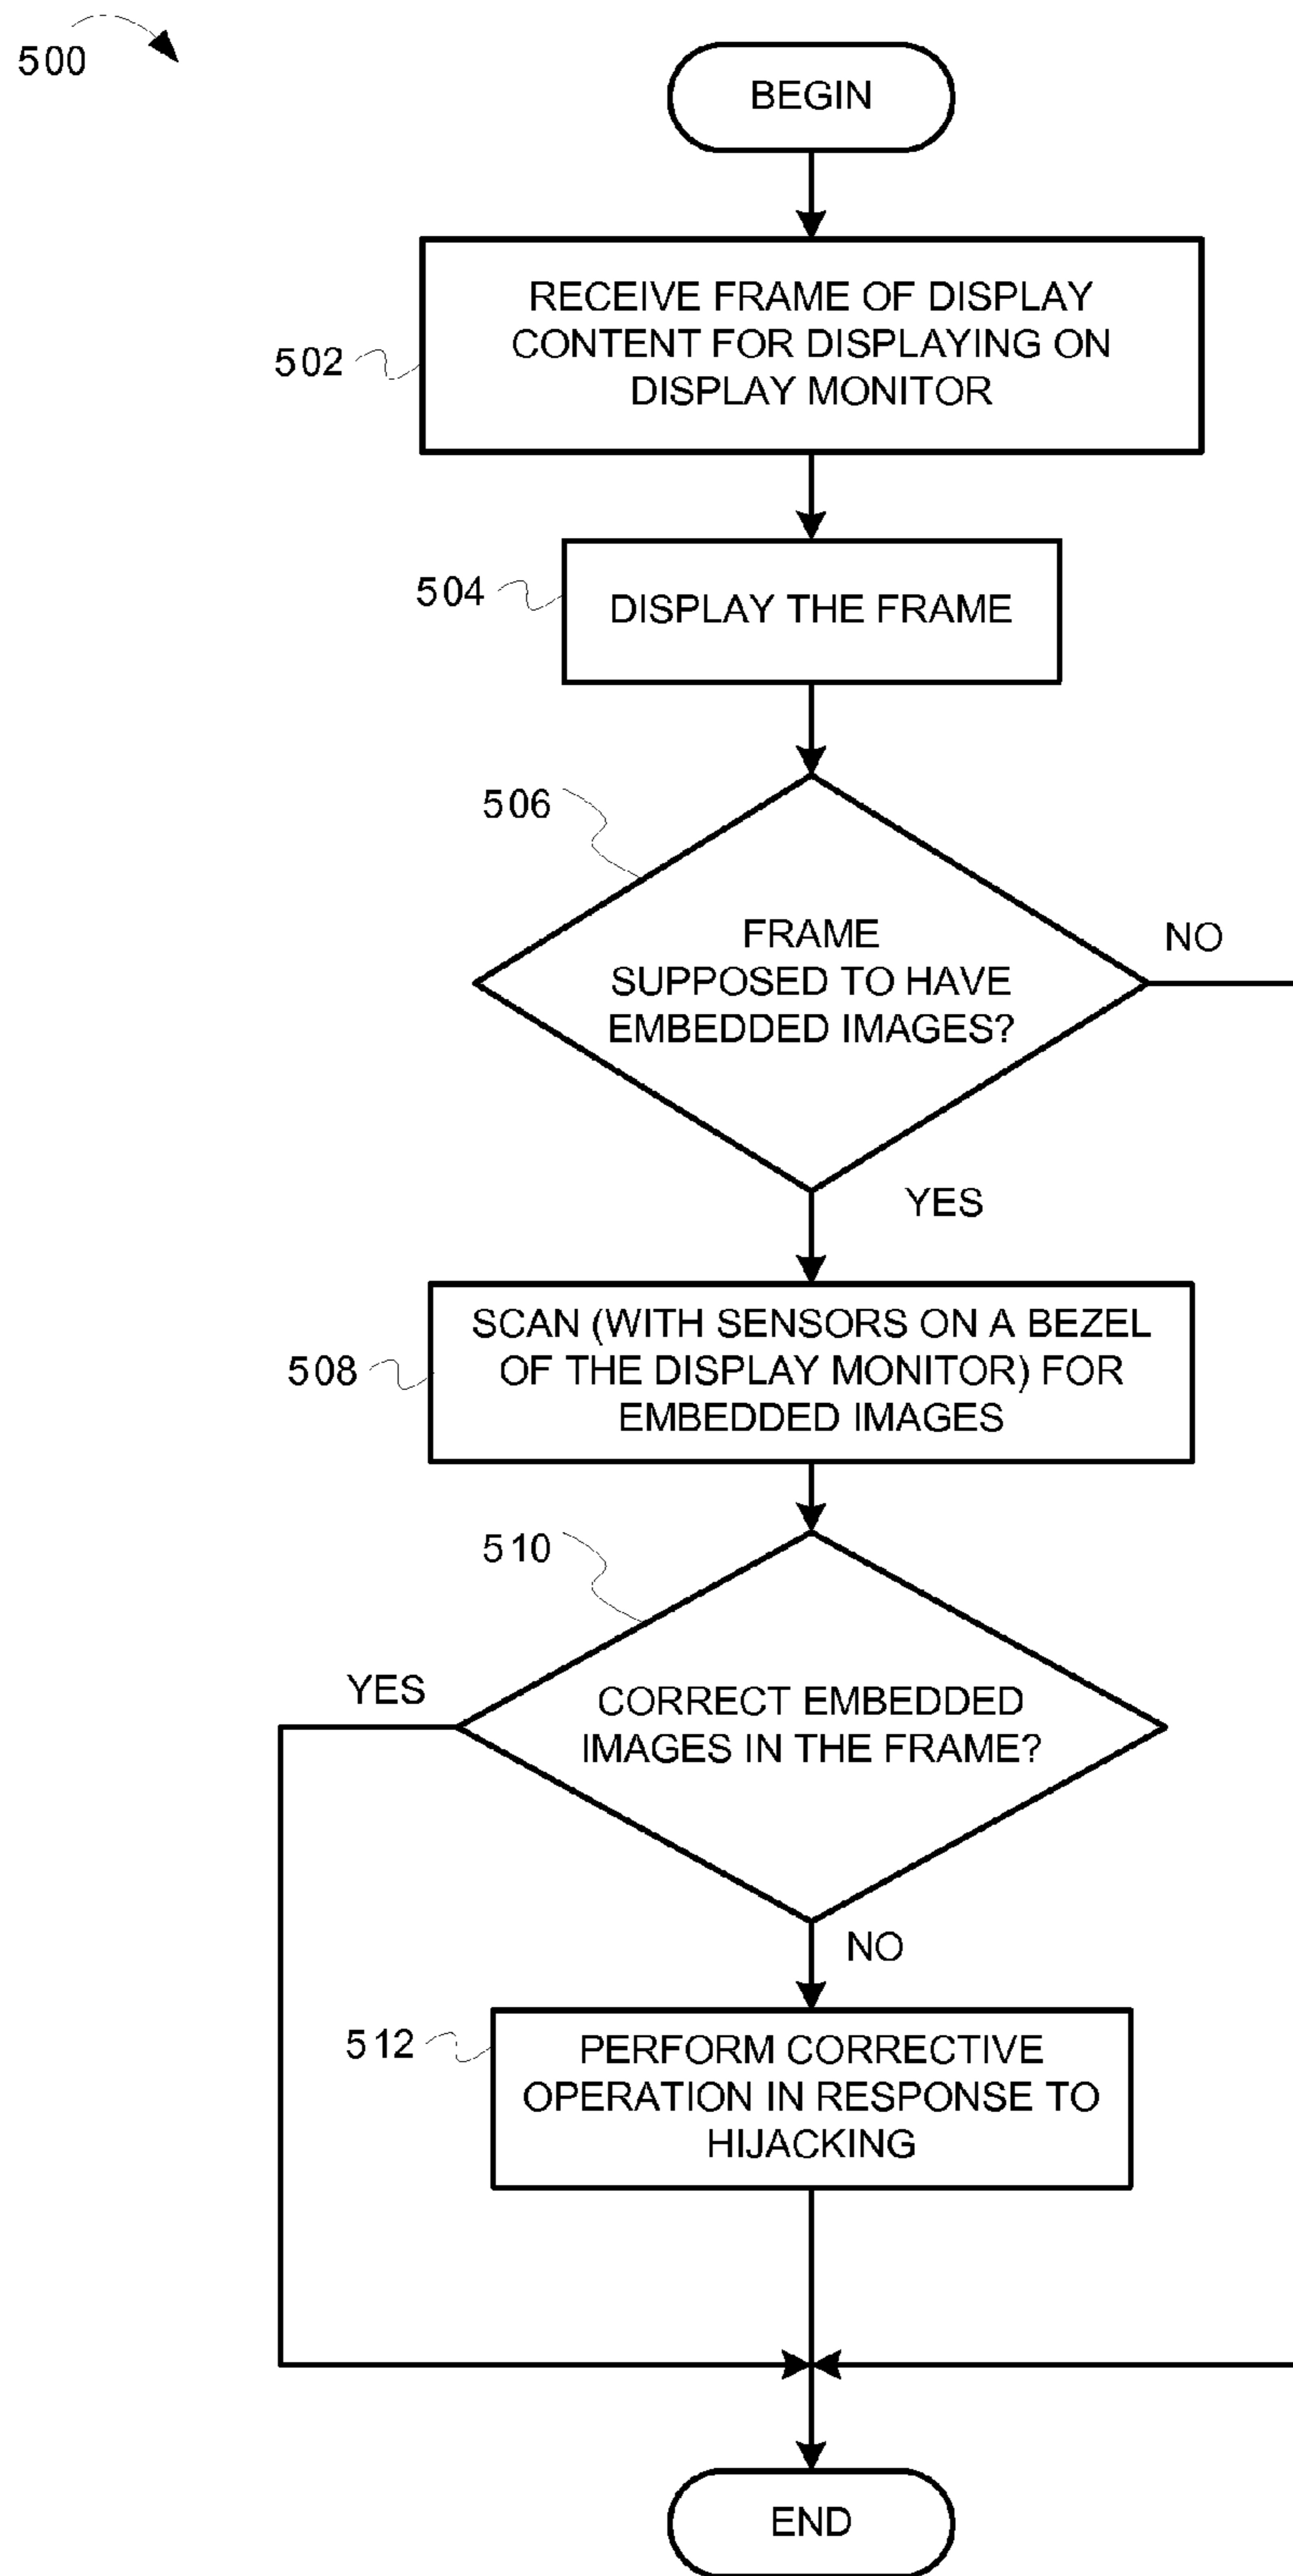 500
BEGIN
RECEIVE FRAME OF DISPLAY
CONTENT FOR DISPLAYING ON
DISPLAY MONITOR
502
504
DISPLAY THE FRAME
506
FRAME
SUPPOSED TO HAVE
EMBEDDED IMAGES?
NO
YES
SCAN (WITH SENSORS ON A BEZEL
OF THE DISPLAY MONITOR) FOR
EMBEDDED IMAGES
508
510
YES
CORRECT EMBEDDED
IMAGES IN THE FRAME?
NO
512
PERFORM CORRECTIVE
OPERATION IN RESPONSE TO
HIJACKING
END